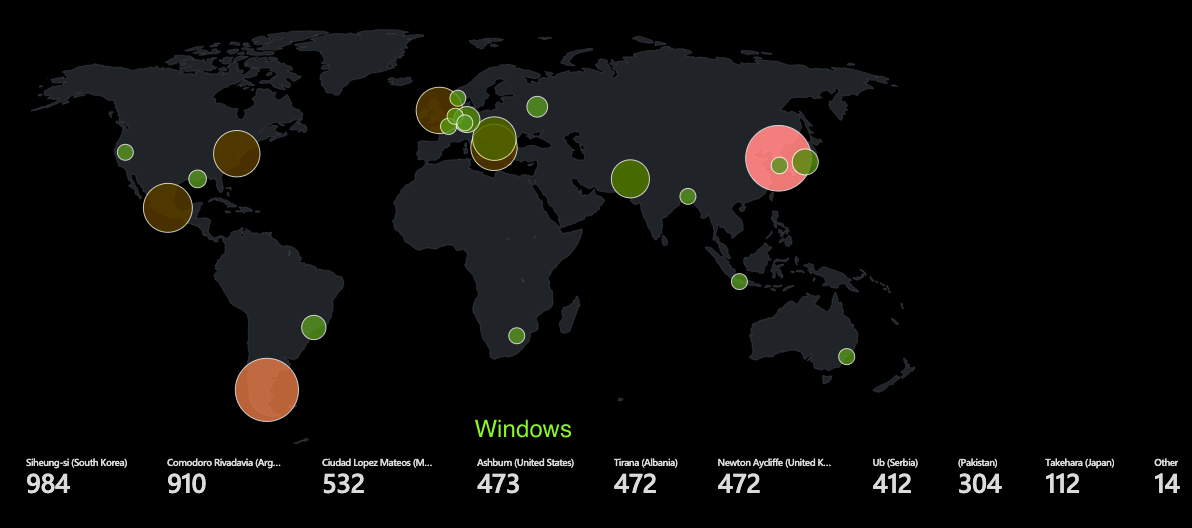 Windows
Siheung-si (South Korea) Comodoro Rivadavia (Arg... Ciudad Lopez Mateos (M... Ashburn (United States) Tirana (Albania) Newton Aycliffe (United K... Ub (Serbia) (Pakistan) Takehara (Japan) Other
984 910 532 473 472 472 412 304 112 14